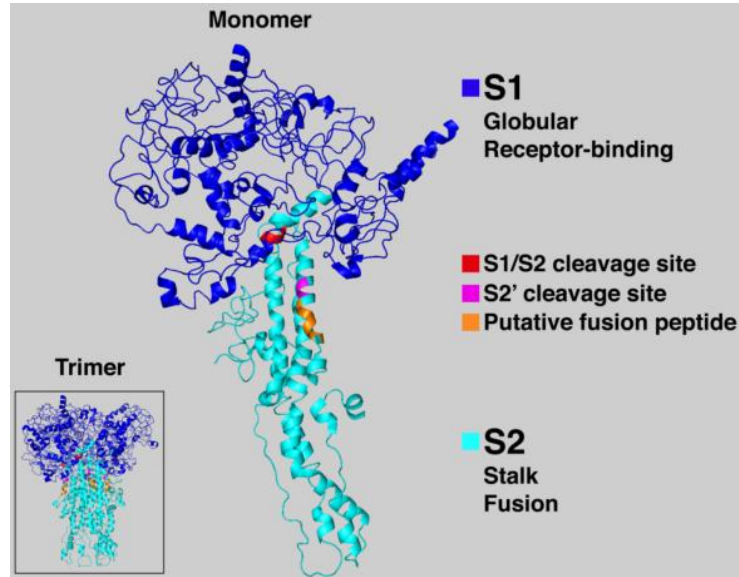 Monomer
S1
Globular
Receptor-binding
S1/S2 cleavage site
S2' cleavage site
Putative fusion peptide
Trimer
S2
Stalk
Fusion